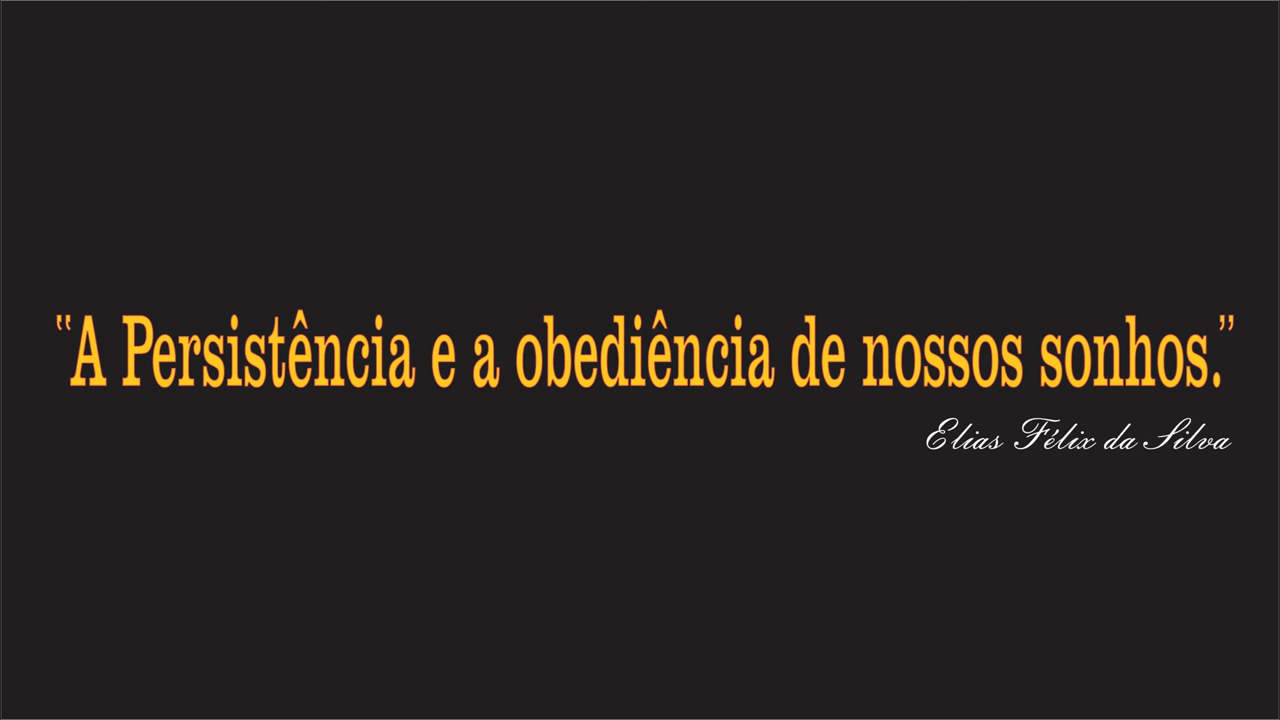 “A Persistência e a obediência de nossos sonhos.”
Elias Félix da Silva